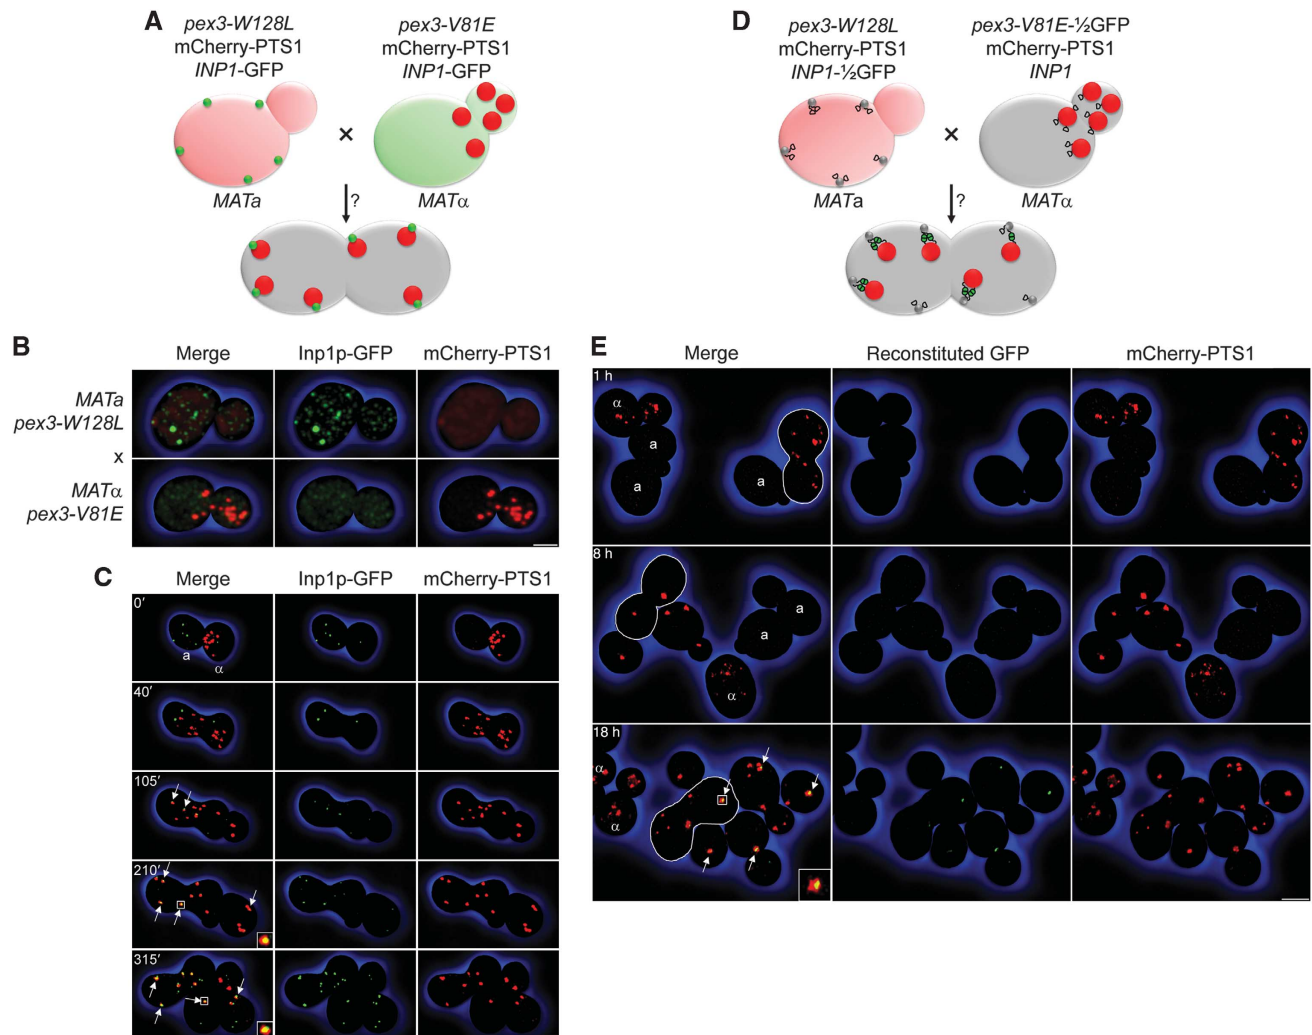 A
pex3-W128L
mCherry-PTS1
INP1-GFP
pex3-V81E
mCherry-PTS1
INP1-GFP
×
MATa
?
MATα
D
pex3-W128L
mCherry-PTS1
INP1-½GFP
pex3-V81E-½GFP
mCherry-PTS1
INP1
×
MATa
?
MATα
B
Merge
Inp1p-GFP
mCherry-PTS1
MATa
pex3-W128L
x
MATα
pex3-V81E
C
Merge
Inp1p-GFP
mCherry-PTS1
0′
a
α
40′
105′
210′
315′
E
Merge
Reconstituted GFP
mCherry-PTS1
1 h
α
a
a
a
8 h
a
a
α
18 h
α
α